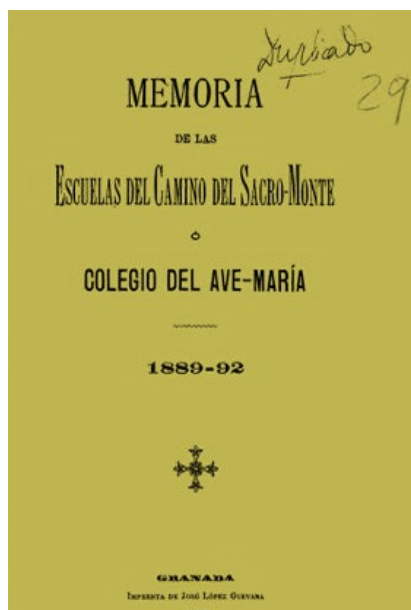 Duplicado
29
MEMORIA
DE LAS
ESCUELAS DEL CAMINO DEL SACRO-MONTE
Ó
COLEGIO DEL AVE-MARÍA
1889-92
GRANADA
IMPRENTA DE JOSÉ LÓPEZ GUEVARA